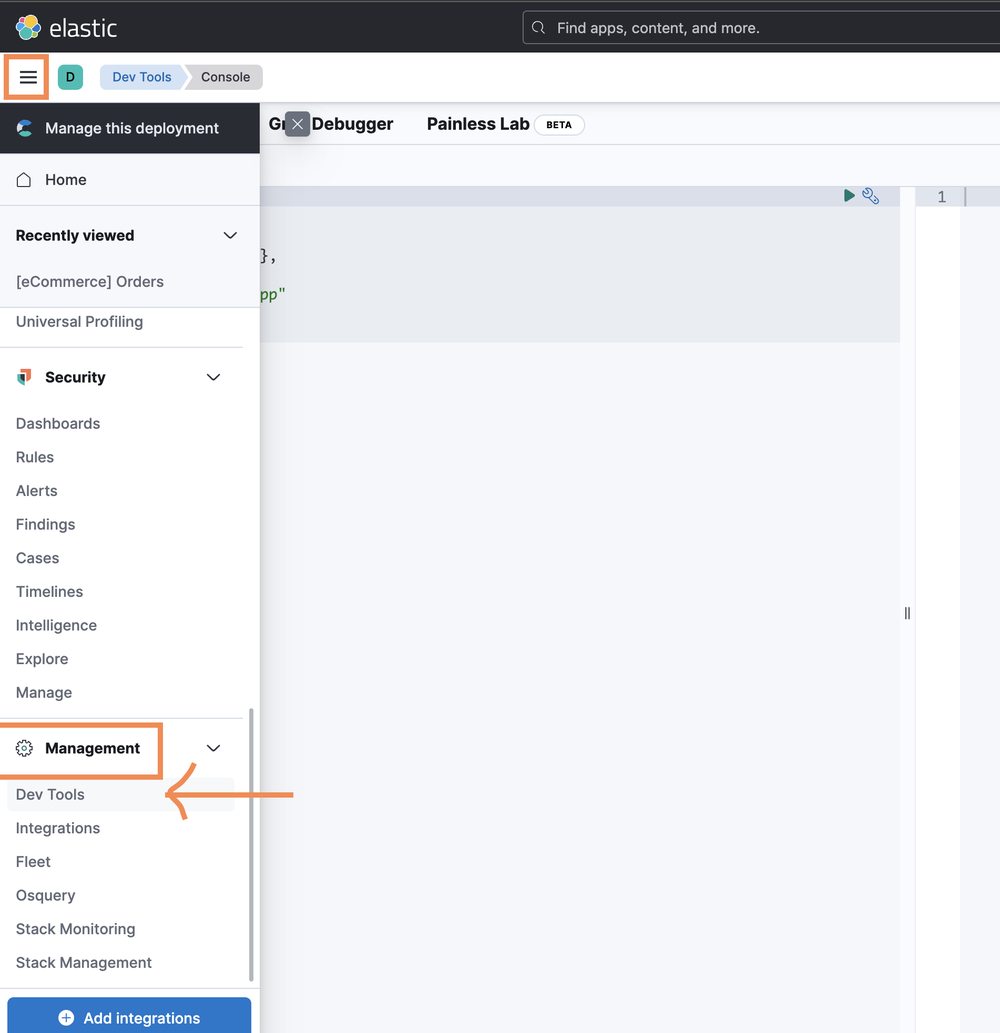 elastic
Find apps, content, and more.
D
Dev Tools
Console
Manage this deployment
Debugger
Painless Lab
BETA
Home
1
Recently viewed
},
[eCommerce] Orders
pp"
Universal Profiling
Security
Dashboards
Rules
Alerts
Findings
Cases
Timelines
Intelligence
Explore
Manage
Management
Dev Tools
Integrations
Fleet
Osquery
Stack Monitoring
Stack Management
Add integrations